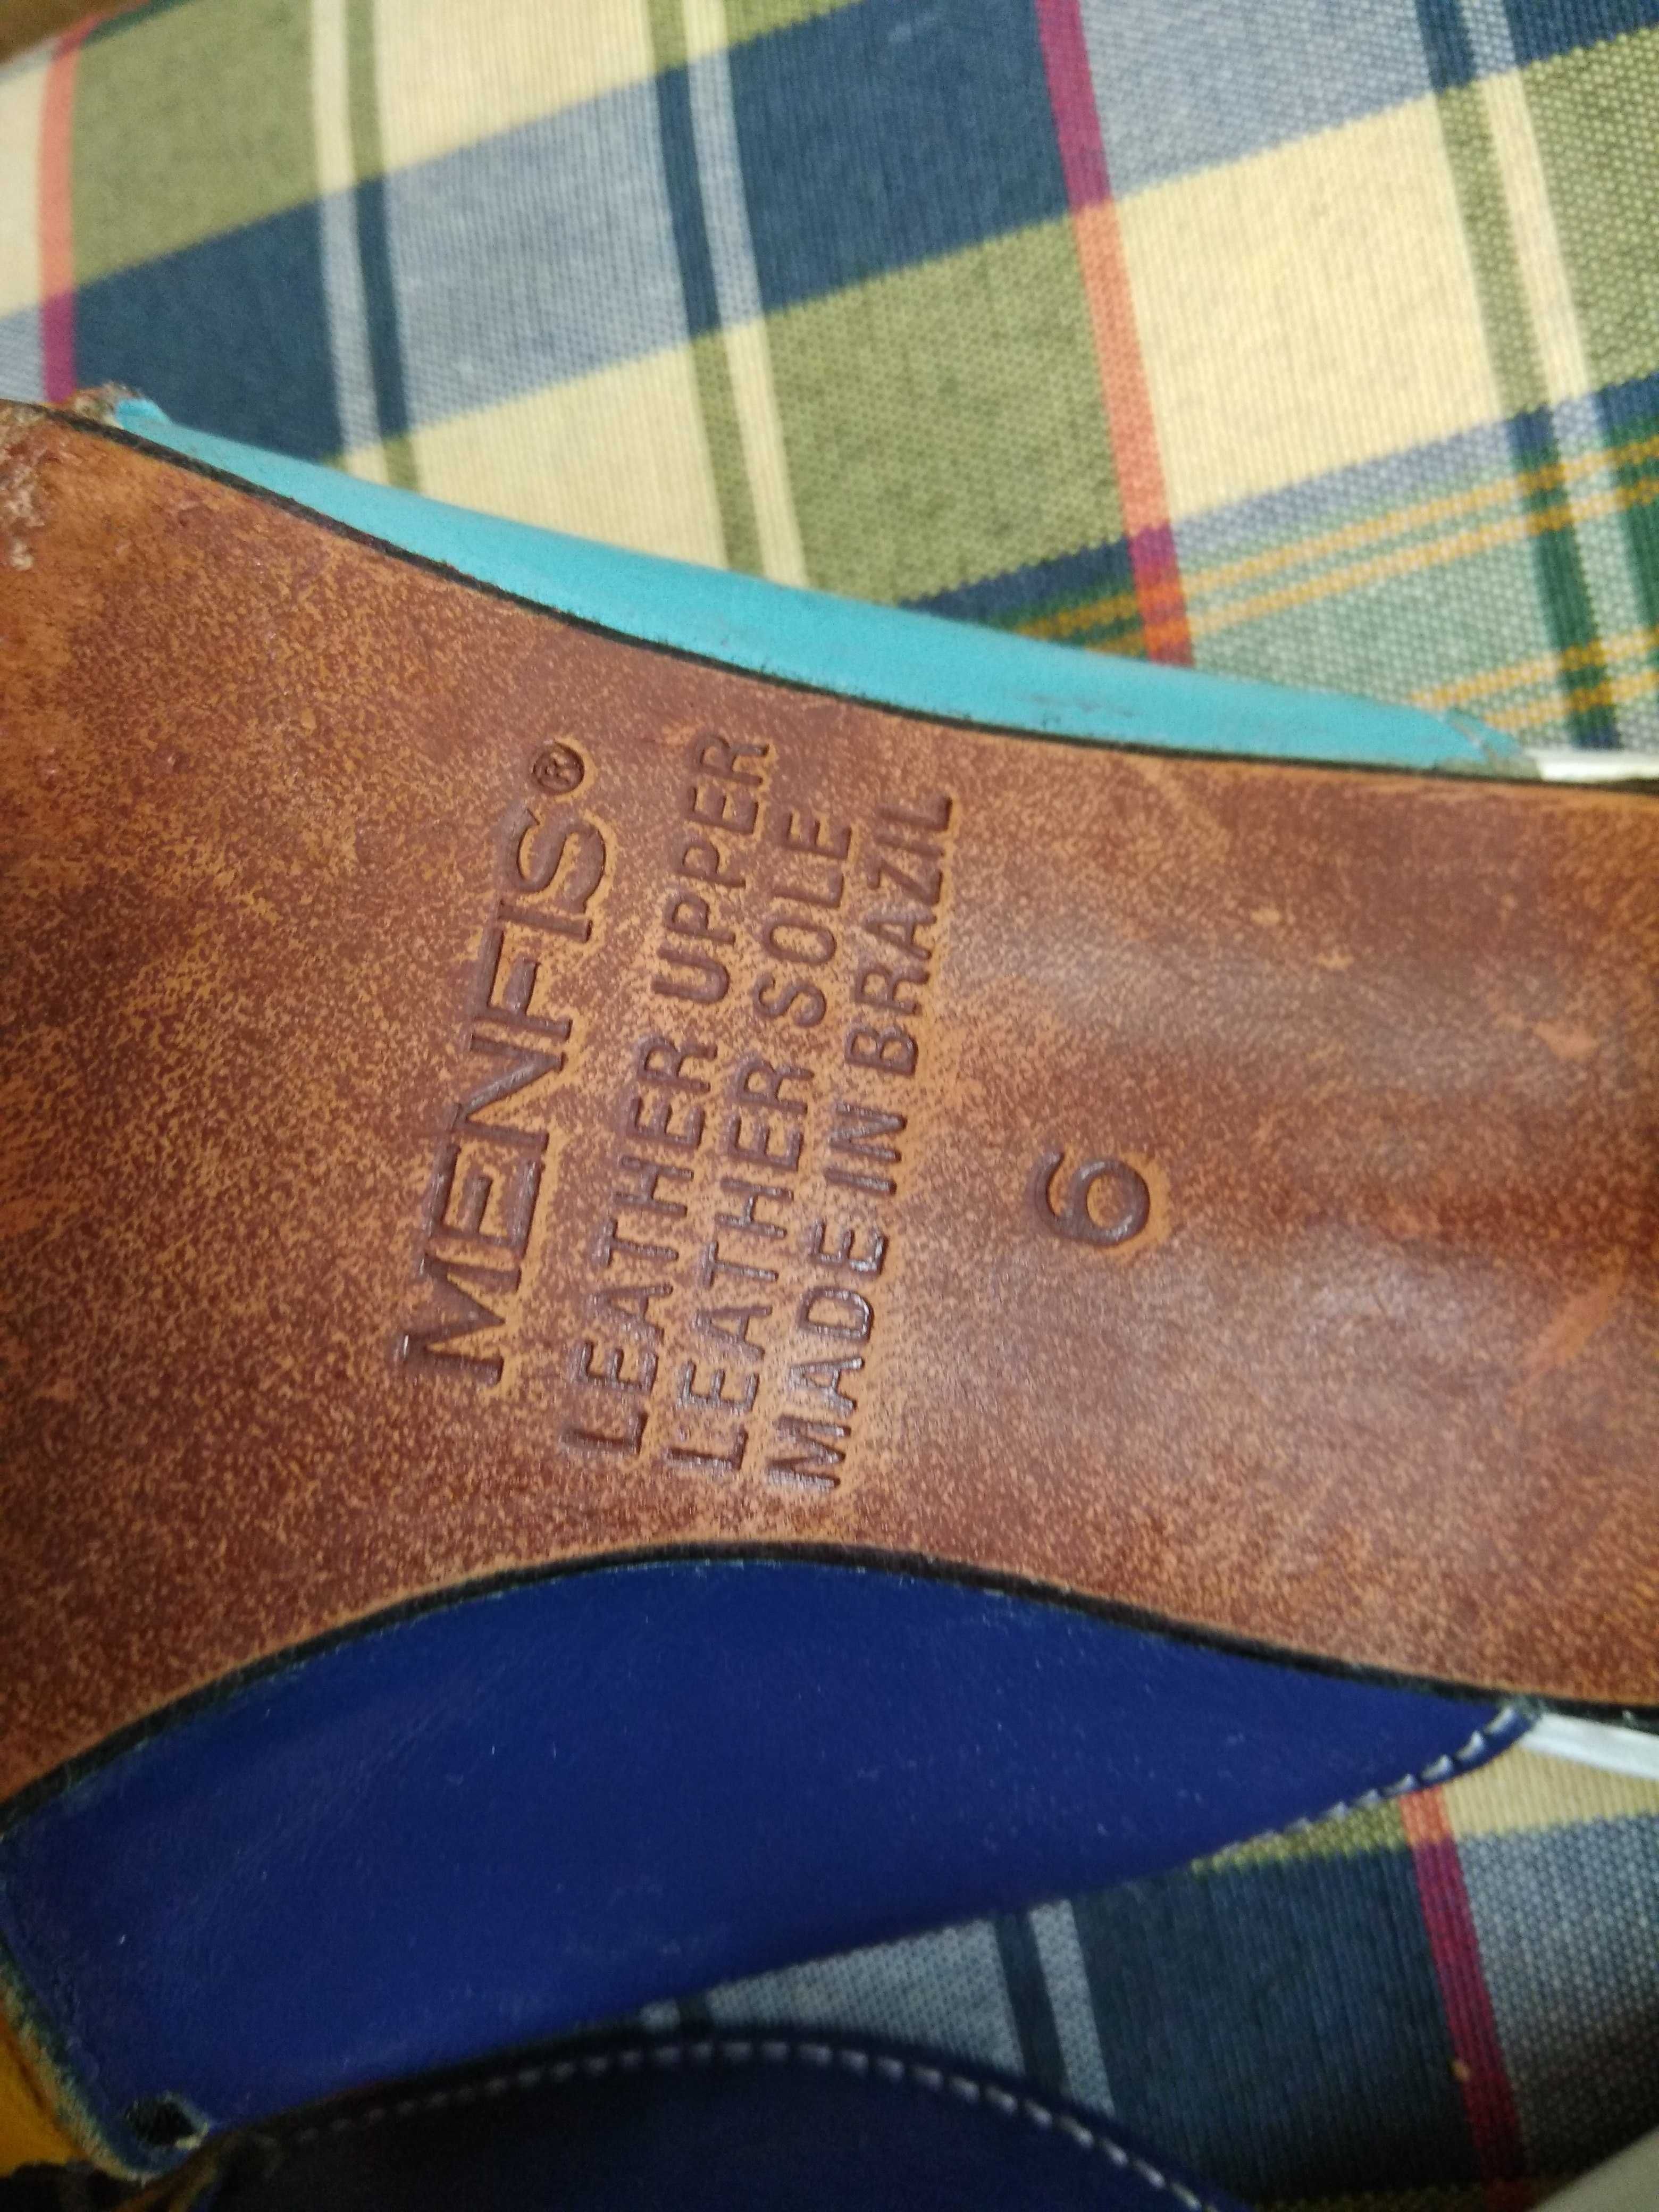 MENFIS®
LEATHER UPPER
LEATHER SOLE
MADE IN BRAZIL
6